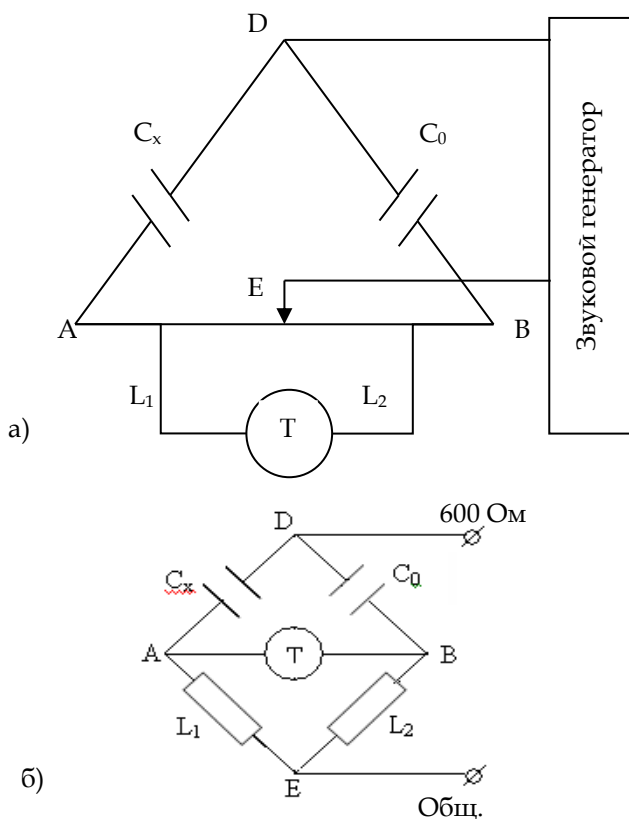 D
Cₓ
C₀
Звуковой генератор
E
A
B
L₁
L₂
T
а)
600 Ом
D
Cₓ
C₀
A
T
B
L₁
L₂
б)
E
Общ.